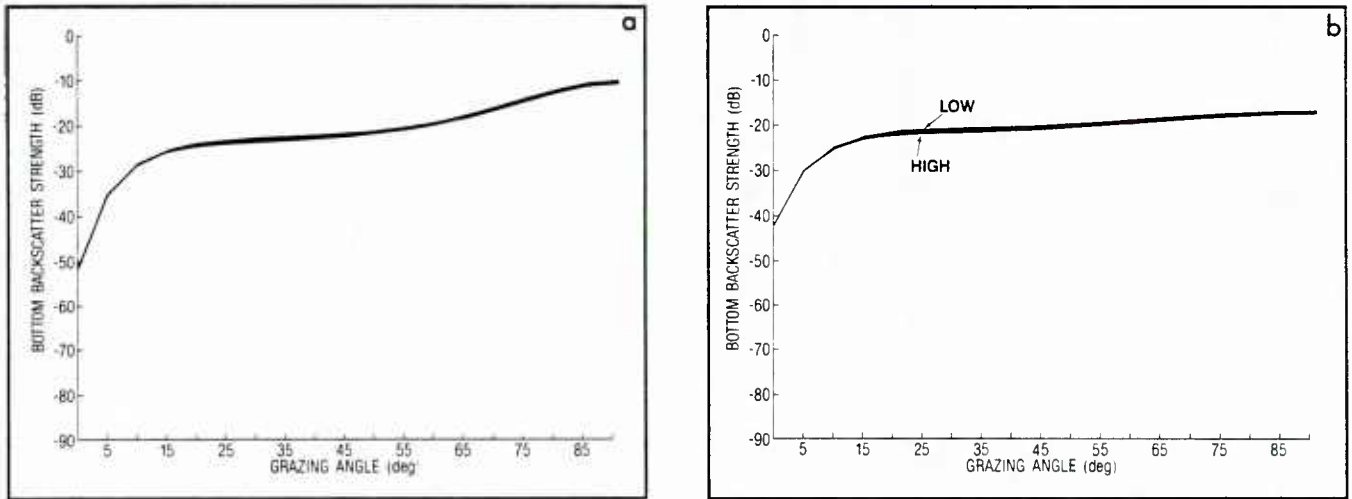 a
0
-10
-20
-30
-40
-50
-60
-70
-80
-90
BOTTOM BACKSCATTER STRENGTH (dB)
5 15 25 35 45 55 65 75 85
GRAZING ANGLE (deg
b
0
-10
-20
-30
-40
-50
-60
-70
-80
-90
BOTTOM BACKSCATTER STRENGTH (dB)
LOW
HIGH
5 15 25 35 45 55 65 75 85
GRAZING ANGLE (deg)